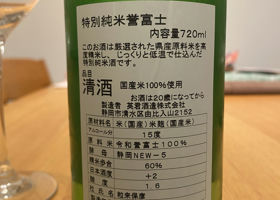 特別純米誉富士
内容量720ml
このお酒は厳選された県産原料米を高
度精米し、じっくりと低温で仕込んだ
特別純米酒です。
品目
清酒 国産米100%使用
お酒は20歳になってから
製造者 英君酒造株式会社
静岡市清水区由比入山2152
原材料名 米(国産)米麹(国産米)
アルコール分 15度
原料米 令和誉富士100%
酵母 静岡NEW-5
精米歩合 60%
日本酒度 +2
酸度 1.6
杜氏名 粒来保彦